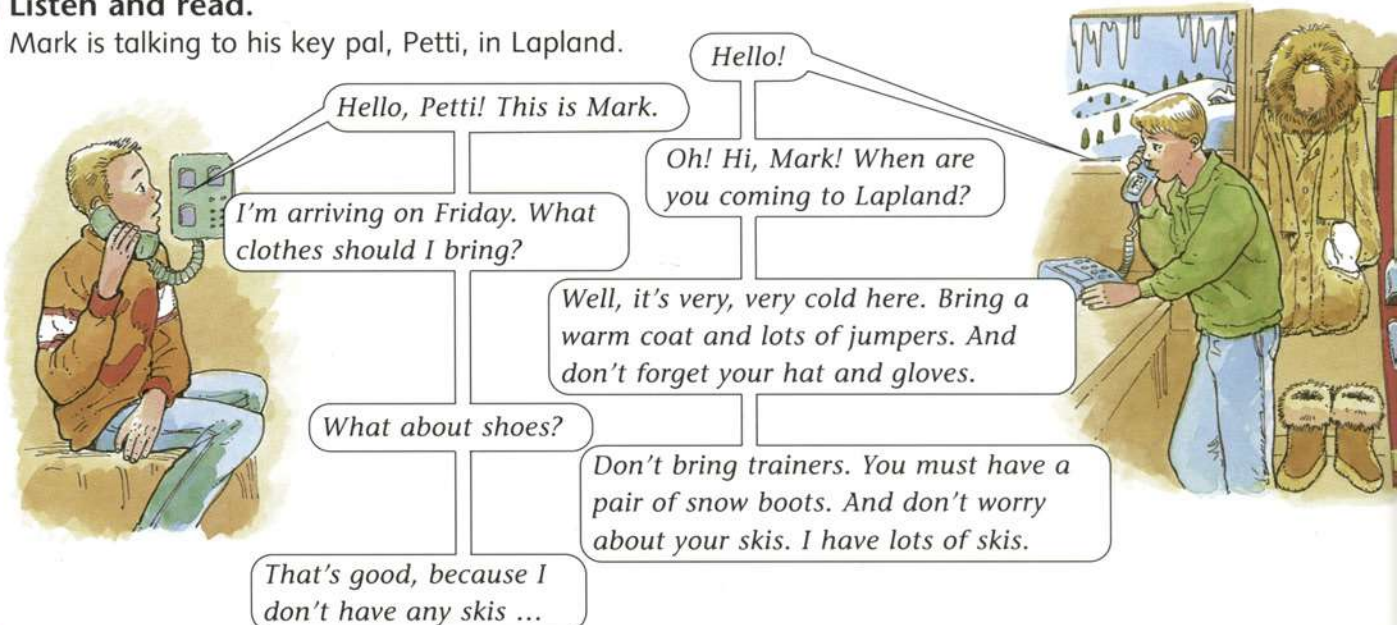 Listen and read.
Mark is talking to his key pal, Petti, in Lapland.
Hello!
Hello, Petti! This is Mark.
Oh! Hi, Mark! When are
you coming to Lapland?
I'm arriving on Friday. What
clothes should I bring?
Well, it's very, very cold here. Bring a
warm coat and lots of jumpers. And
don't forget your hat and gloves.
What about shoes?
Don't bring trainers. You must have a
pair of snow boots. And don't worry
about your skis. I have lots of skis.
That's good, because I
don't have any skis ...